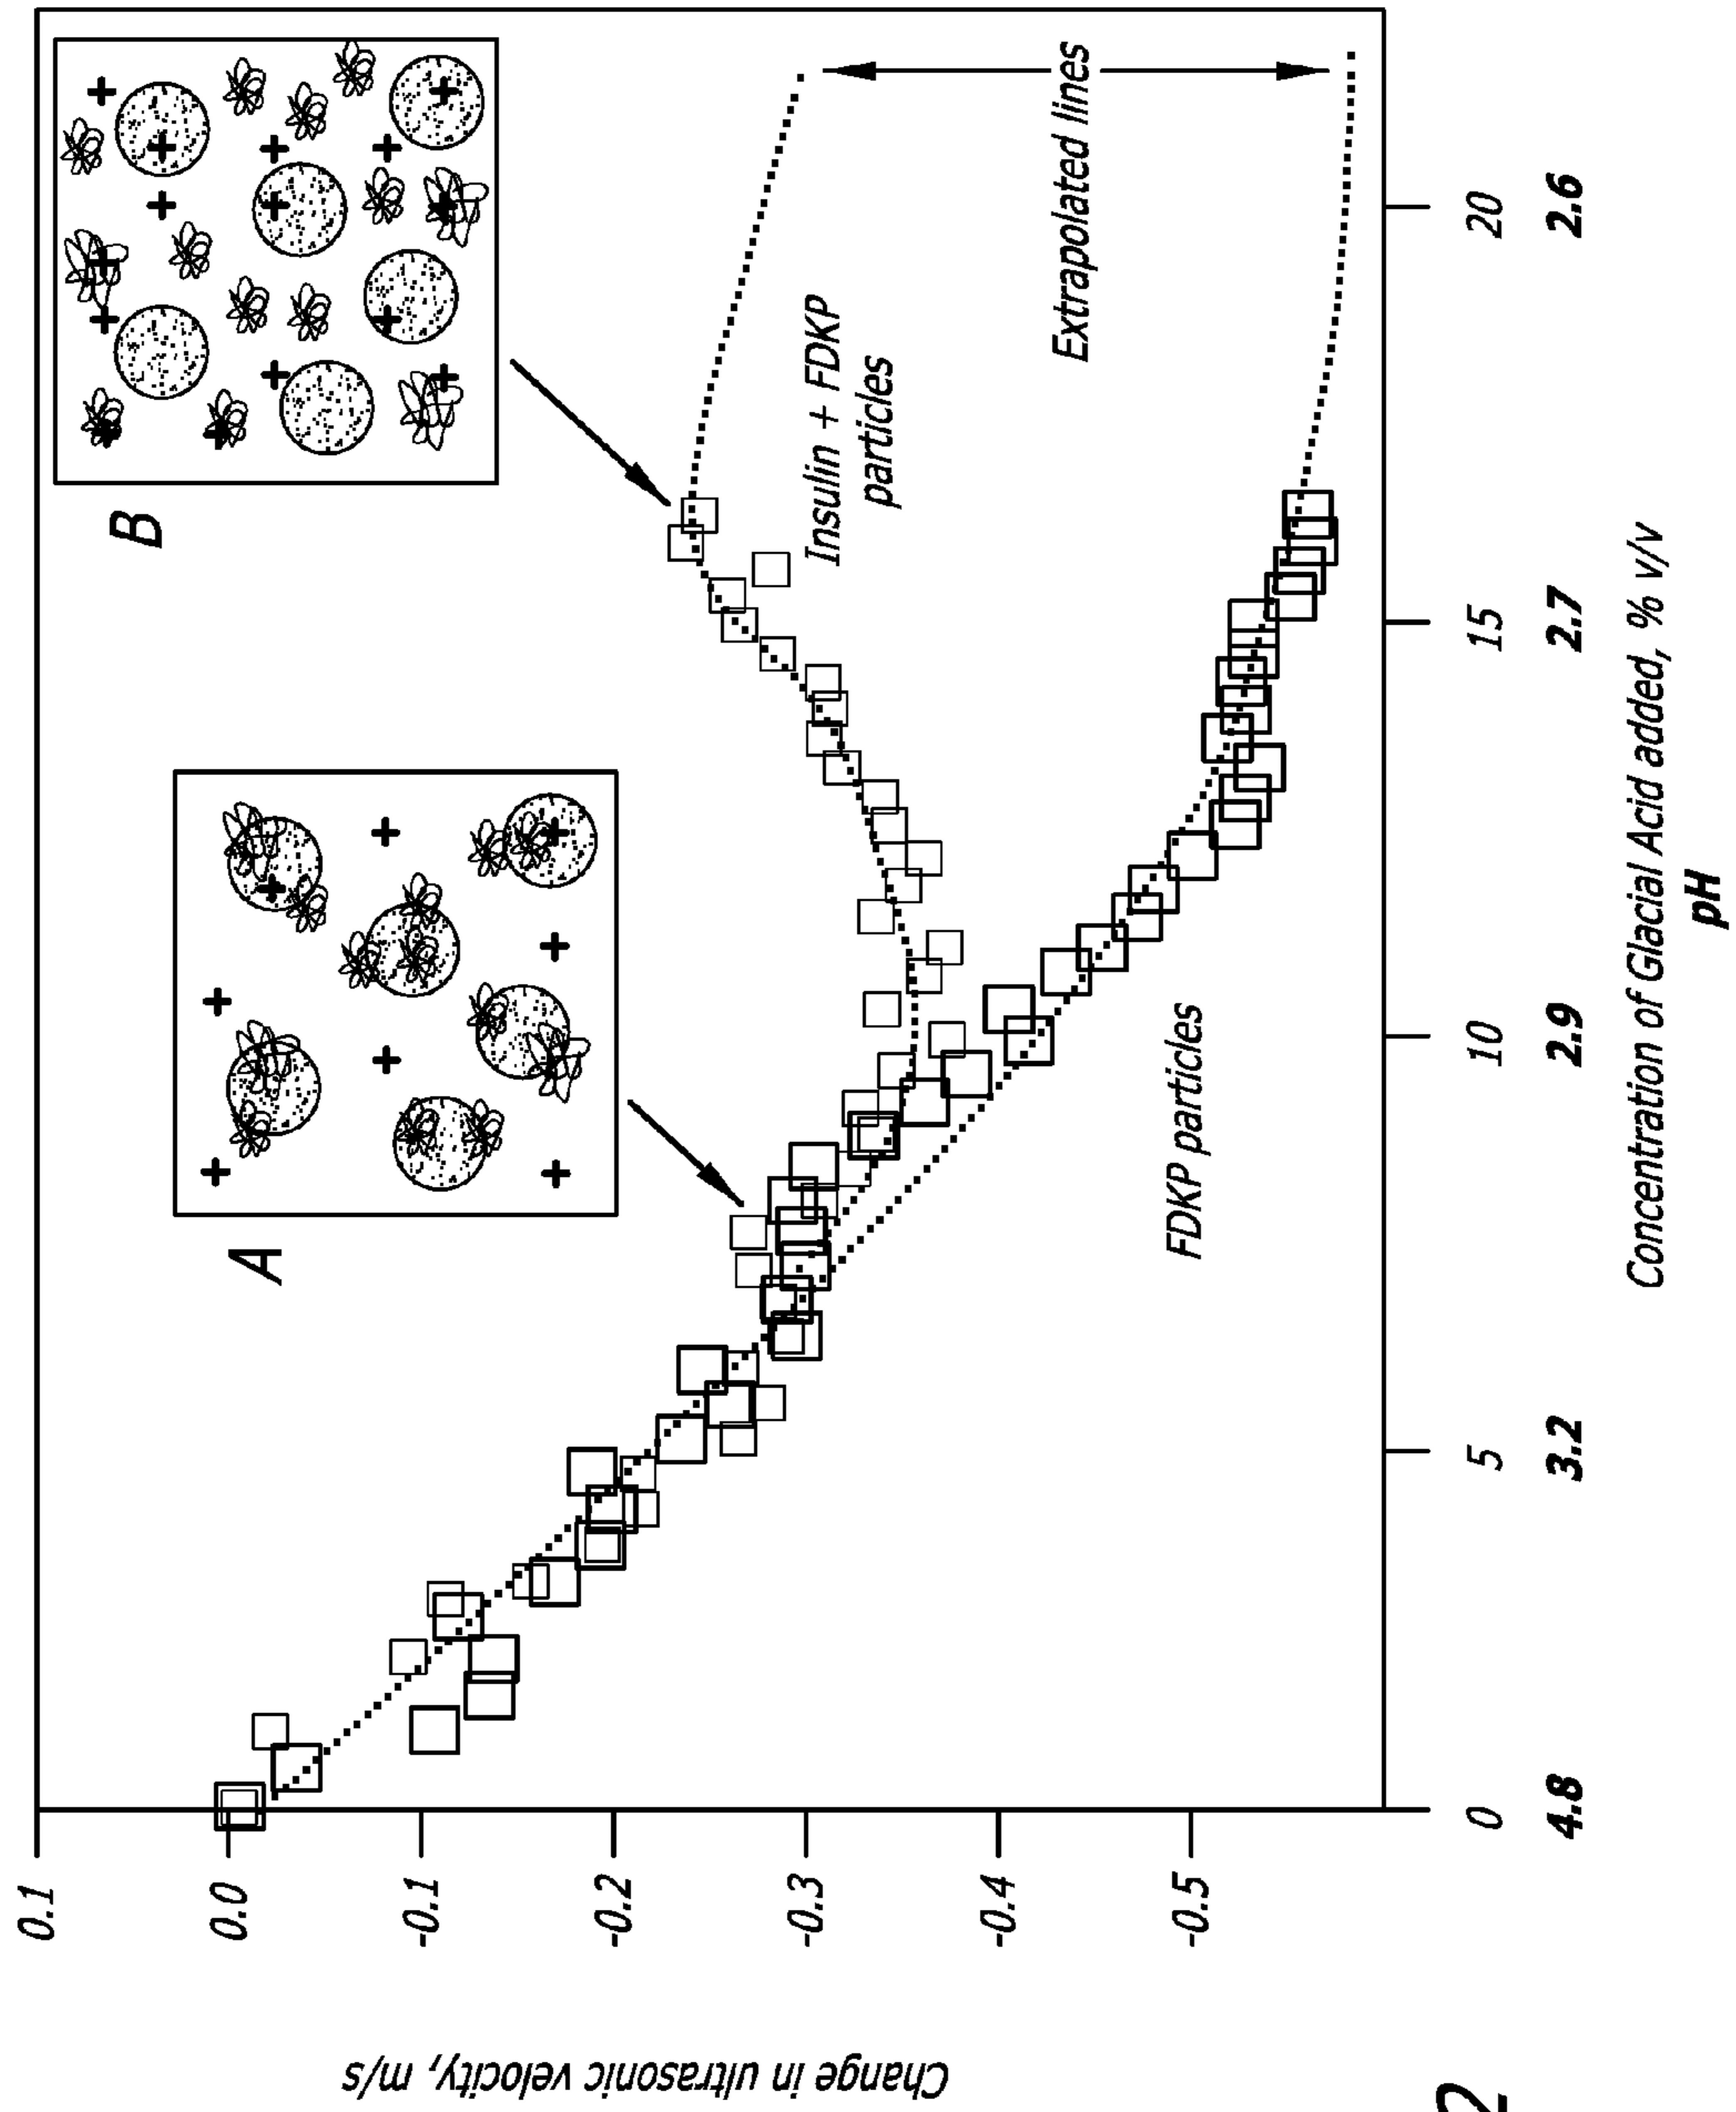 Change in ultrasonic velocity, m/s
0.1
0.0
-0.1
-0.2
-0.3
-0.4
-0.5
A
B
Insulin + FDKP
particles
Extrapolated lines
FDKP particles
0 5 10 15 20
4.8 3.2 2.9 2.7 2.6
Concentration of Glacial Acid added, % v/v
pH